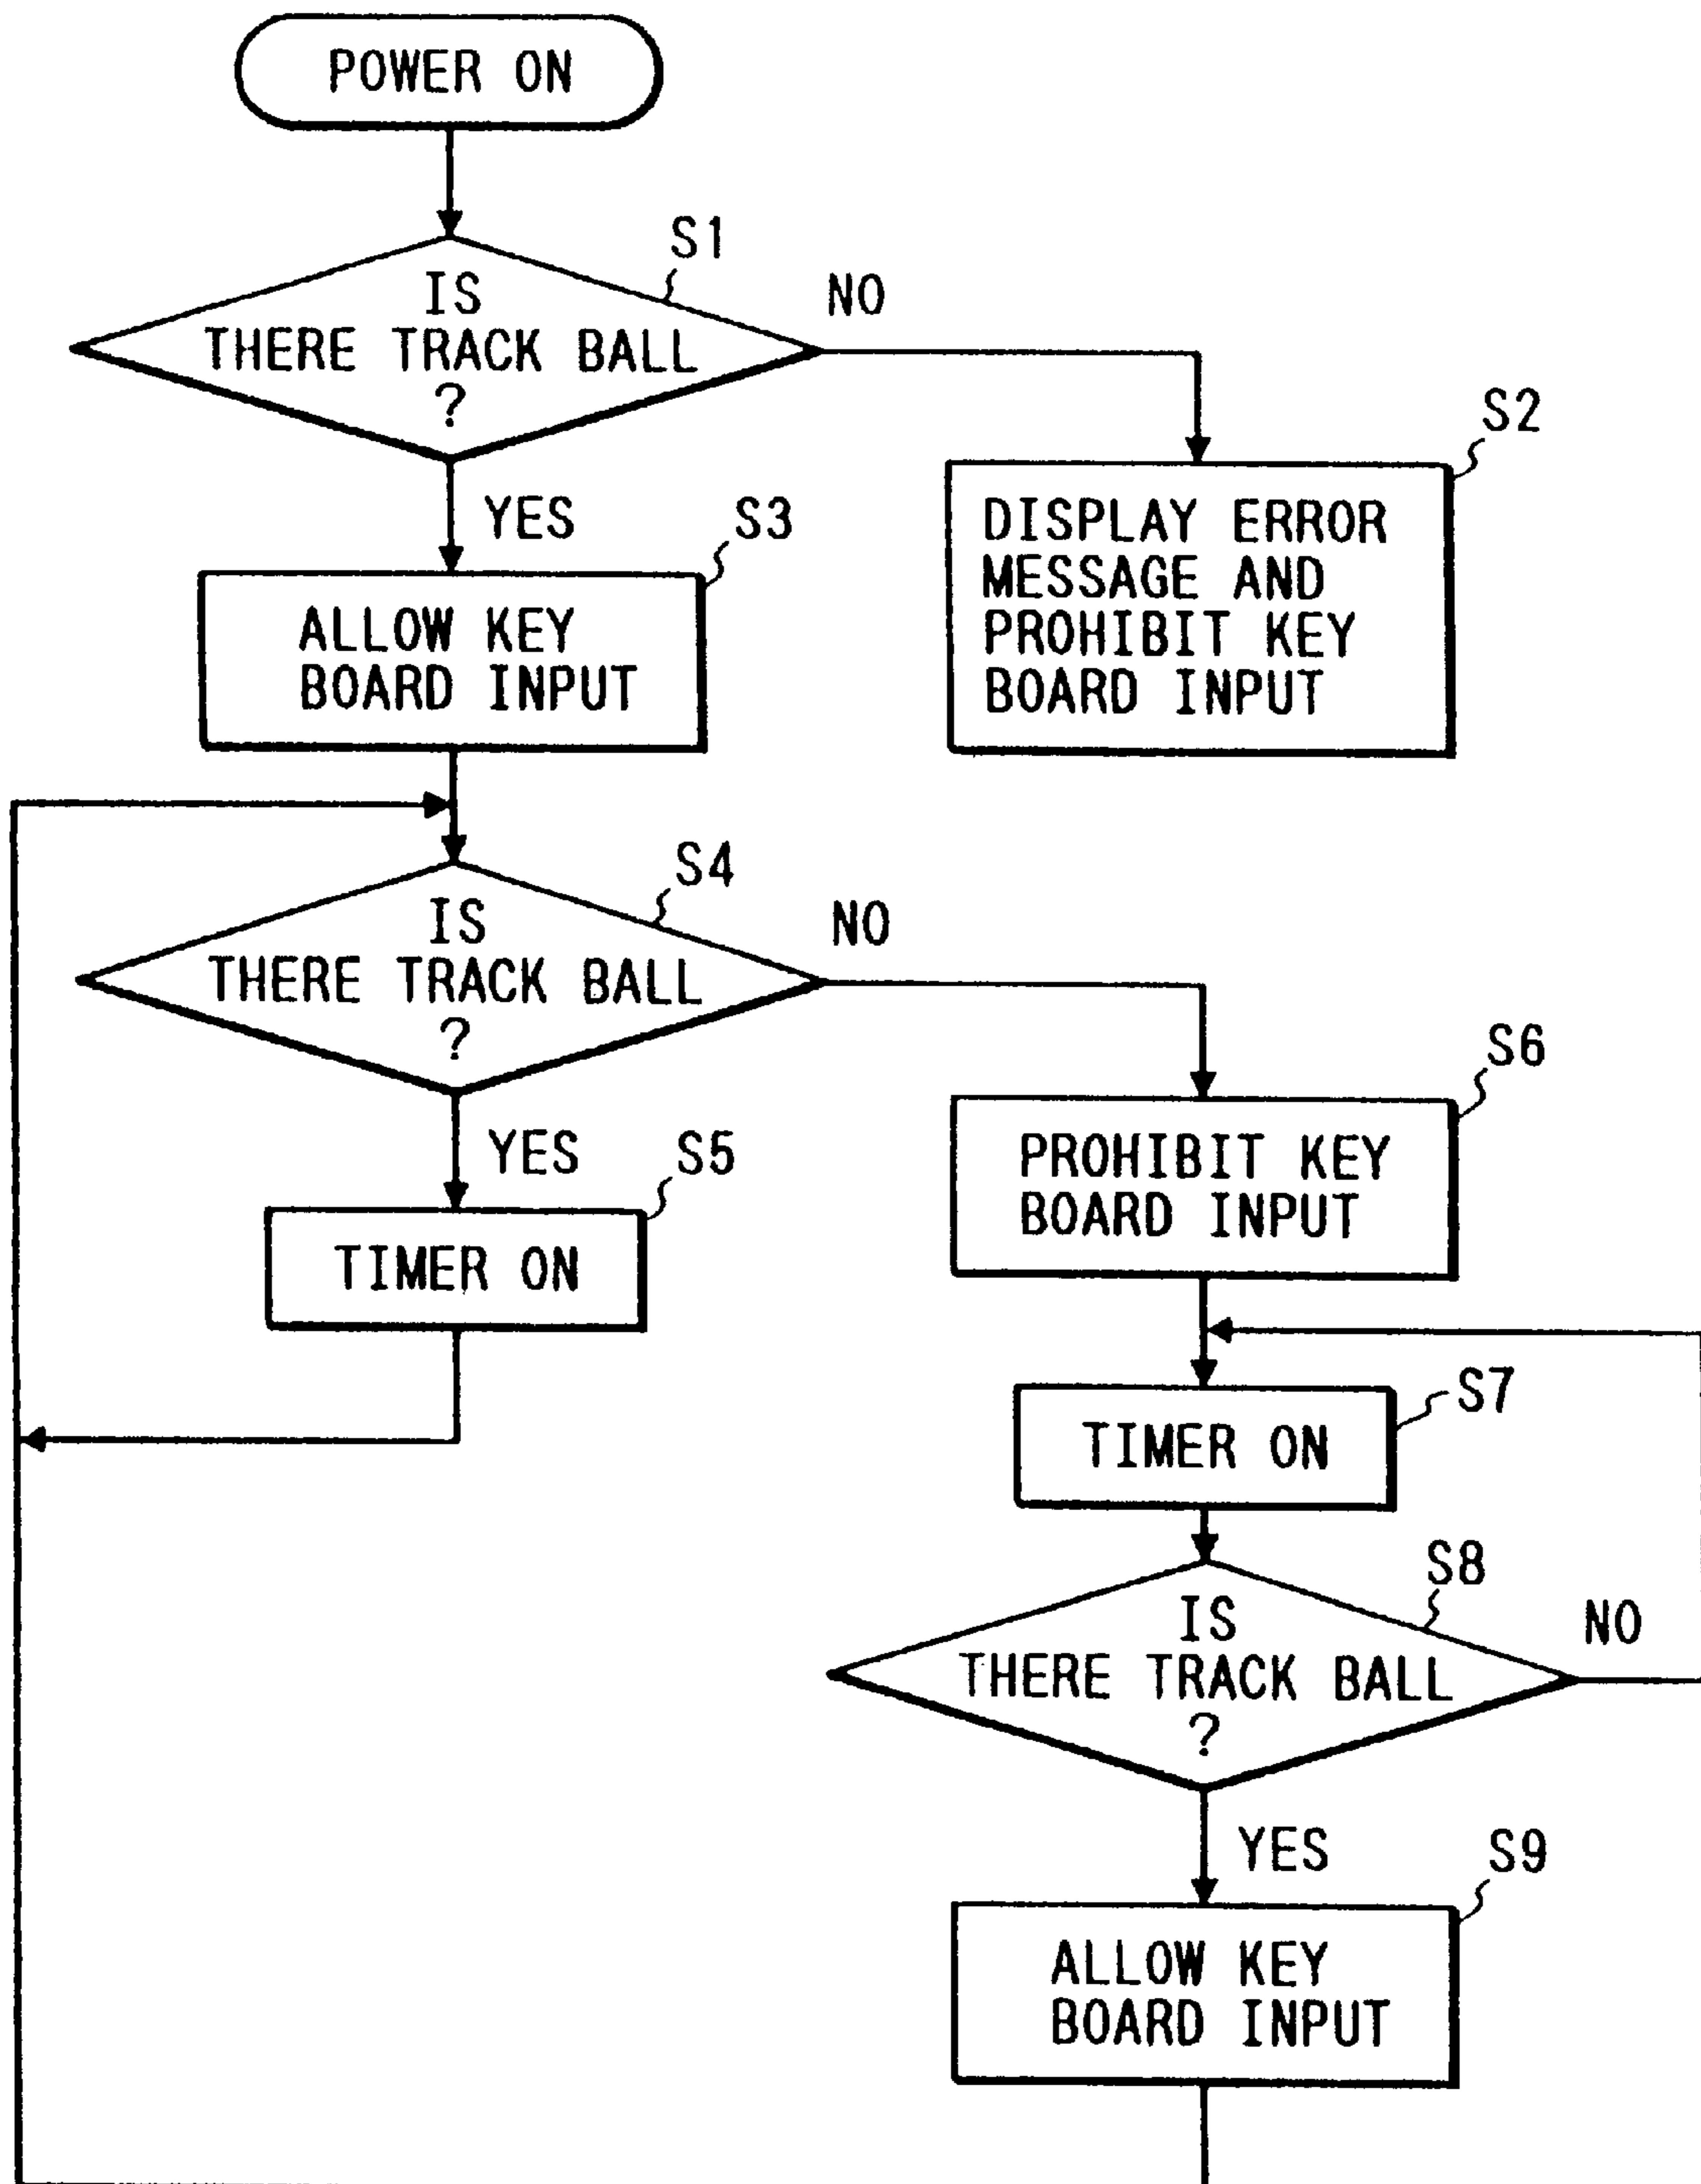 POWER ON
S1
IS
THERE TRACK BALL
?
NO
S2
DISPLAY ERROR
MESSAGE AND
PROHIBIT KEY
BOARD INPUT
YES
S3
ALLOW KEY
BOARD INPUT
S4
IS
THERE TRACK BALL
?
NO
YES
S5
TIMER ON
S6
PROHIBIT KEY
BOARD INPUT
S7
TIMER ON
S8
IS
THERE TRACK BALL
?
NO
YES
S9
ALLOW KEY
BOARD INPUT